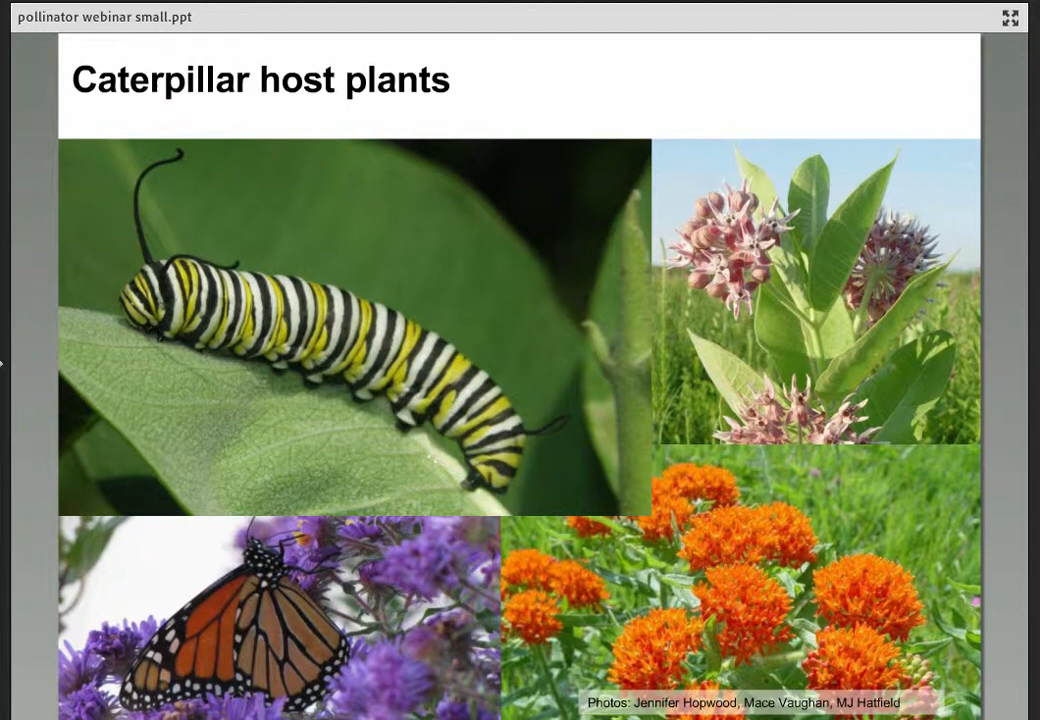 pollinator webinar small.ppt
Caterpillar host plants
Photos: Jennifer Hopwood, Mace Vaughan, MJ Hatfield